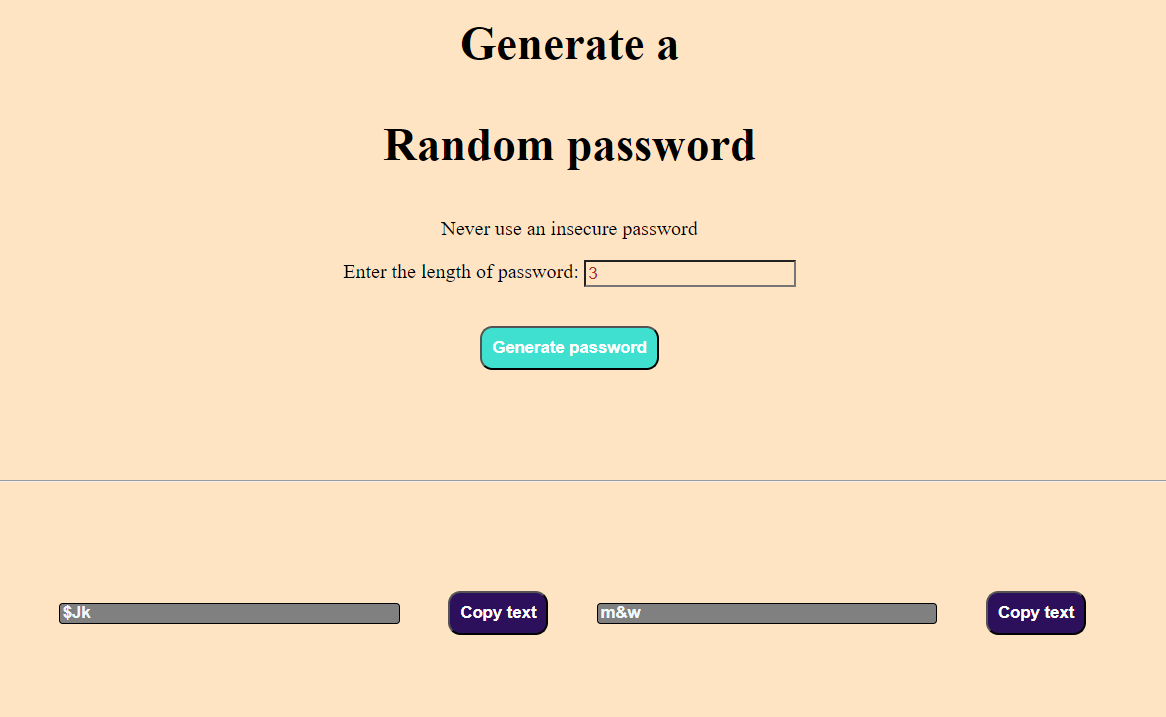 Generate a
Random password
Never use an insecure password
Enter the length of password: 3
Generate password
$Jk Copy text m&w Copy text